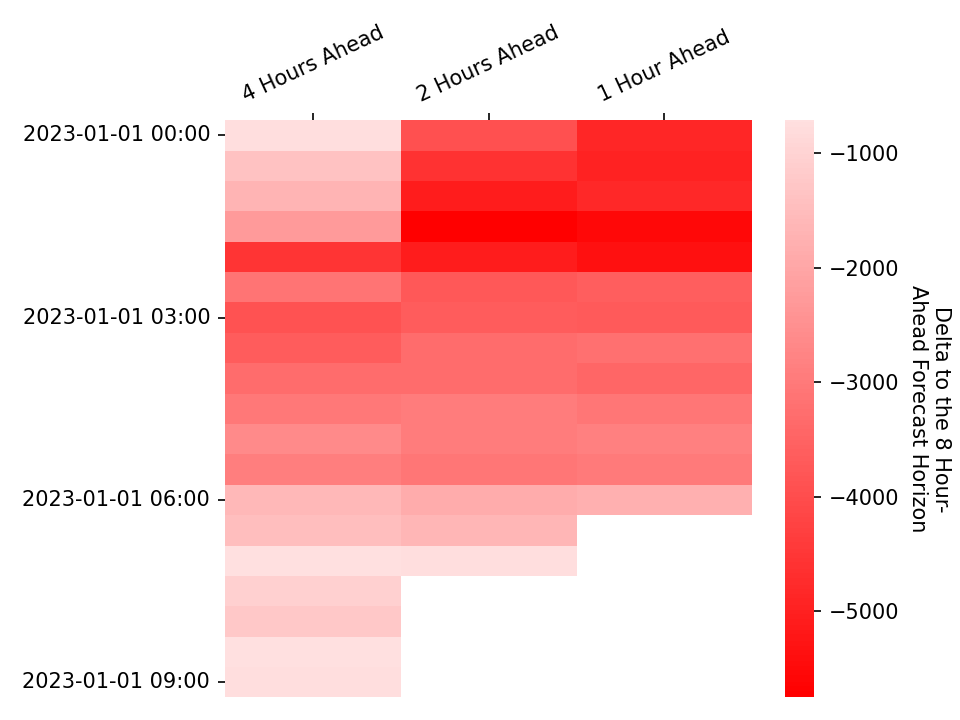 4 Hours Ahead
2 Hours Ahead
1 Hour Ahead
2023-01-01 00:00
2023-01-01 03:00
2023-01-01 06:00
2023-01-01 09:00
−1000
−2000
−3000
−4000
−5000
Delta to the 8 Hour-
Ahead Forecast Horizon